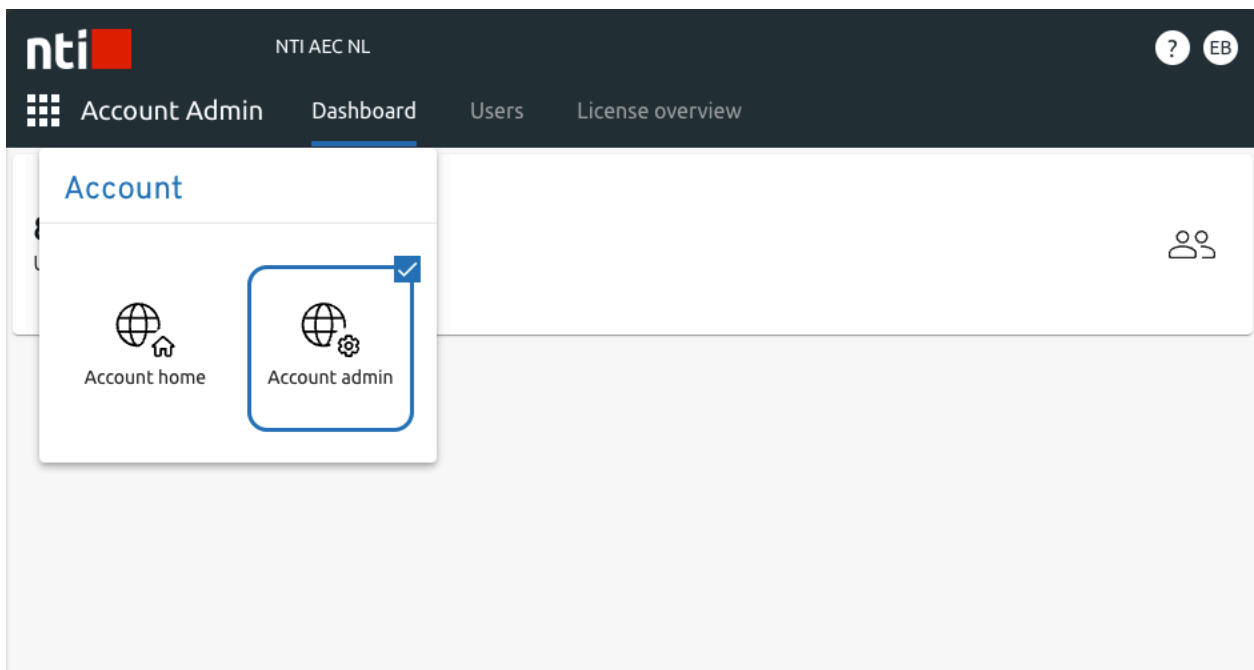 nti
NTI AEC NL
?
EB
Account Admin
Dashboard
Users
License overview
Account
Account home
Account admin